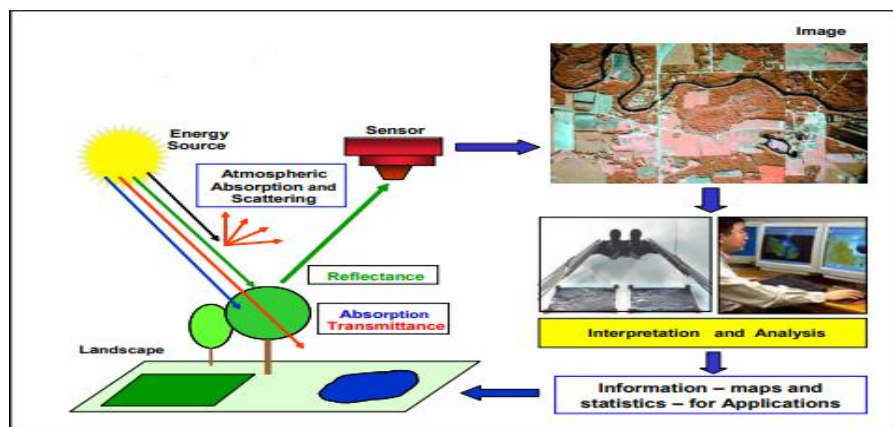 Image
Energy
Source
Sensor
Atmospheric
Absorption and
Scattering
Reflectance
Absorption
Transmittance
Landscape
Interpretation and Analysis
Information – maps and
statistics – for Applications